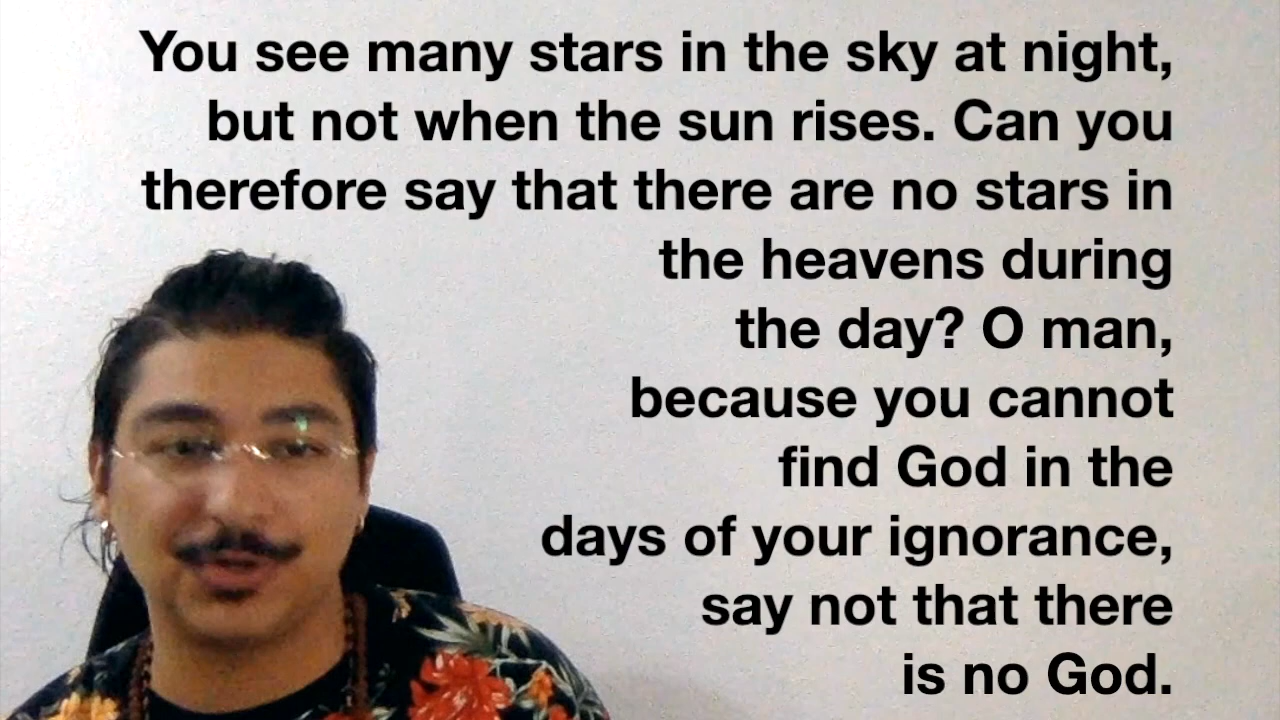 You see many stars in the sky at night,
but not when the sun rises. Can you
therefore say that there are no stars in
the heavens during
the day? O man,
because you cannot
find God in the
days of your ignorance,
say not that there
is no God.